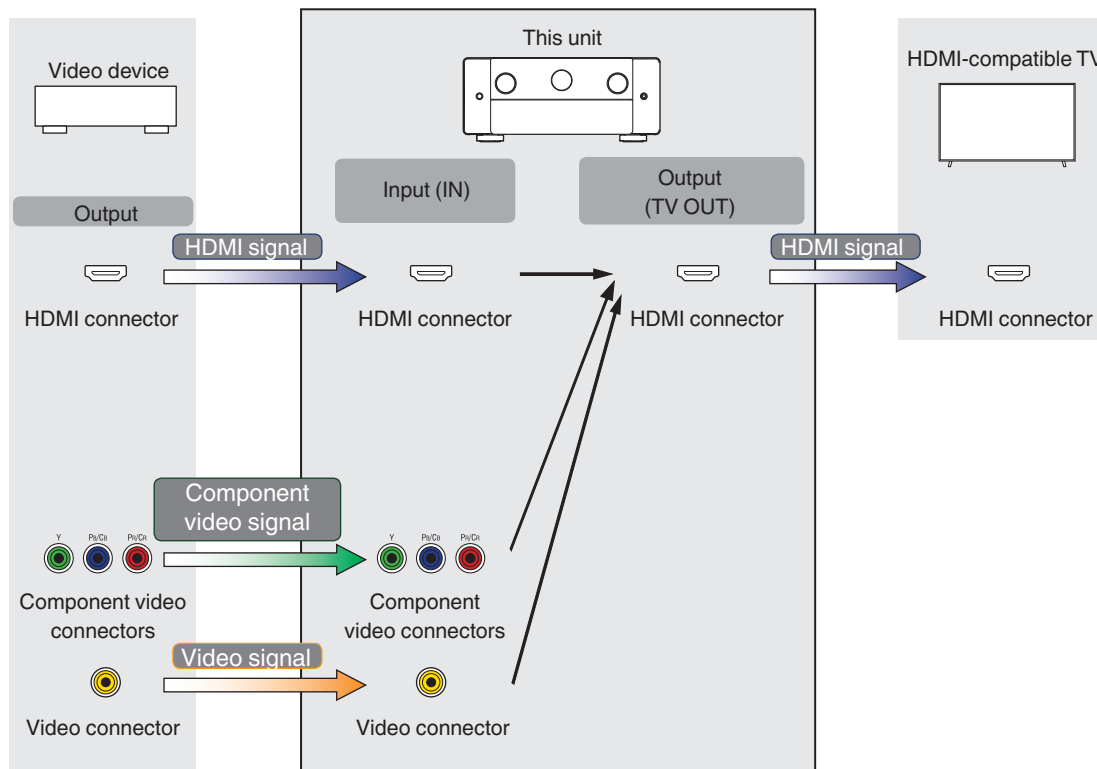 Video device
This unit
HDMI-compatible TV
Output
Input (IN)
Output
(TV OUT)
HDMI signal
HDMI signal
HDMI connector
HDMI connector
HDMI connector
HDMI connector
Component
video signal
Y
PB/CB
PR/CR
Y
PB/CB
PR/CR
Component video
connectors
Component
video connectors
Video signal
Video connector
Video connector